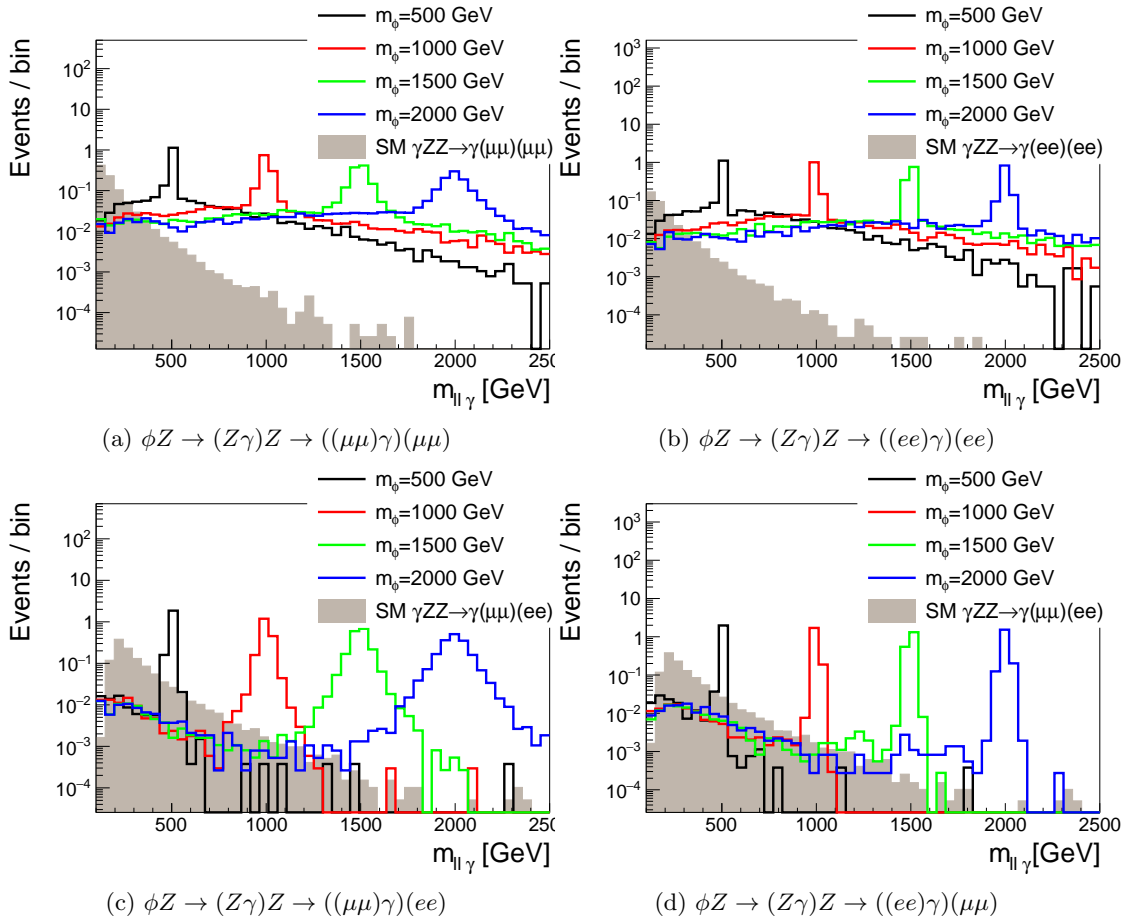 Events / bin
10²
10
1
10⁻¹
10⁻²
10⁻³
10⁻⁴
500 1000 1500 2000 250
m_llγ [GeV]
m_ϕ=500 GeV
m_ϕ=1000 GeV
m_ϕ=1500 GeV
m_ϕ=2000 GeV
SM γZZ→γ(μμ)(μμ)
(a) ϕZ → (Zγ)Z → ((μμ)γ)(μμ)
Events / bin
10³
10²
10
1
10⁻¹
10⁻²
10⁻³
10⁻⁴
500 1000 1500 2000 2500
m_llγ [GeV]
m_ϕ=500 GeV
m_ϕ=1000 GeV
m_ϕ=1500 GeV
m_ϕ=2000 GeV
SM γZZ→γ(ee)(ee)
(b) ϕZ → (Zγ)Z → ((ee)γ)(ee)
Events / bin
10²
10
1
10⁻¹
10⁻²
10⁻³
10⁻⁴
500 1000 1500 2000 250
m_llγ [GeV]
m_ϕ=500 GeV
m_ϕ=1000 GeV
m_ϕ=1500 GeV
m_ϕ=2000 GeV
SM γZZ→γ(μμ)(ee)
(c) ϕZ → (Zγ)Z → ((μμ)γ)(ee)
Events / bin
10³
10²
10
1
10⁻¹
10⁻²
10⁻³
10⁻⁴
500 1000 1500 2000 2500
m_llγ [GeV]
m_ϕ=500 GeV
m_ϕ=1000 GeV
m_ϕ=1500 GeV
m_ϕ=2000 GeV
SM γZZ→γ(μμ)(ee)
(d) ϕZ → (Zγ)Z → ((ee)γ)(μμ)